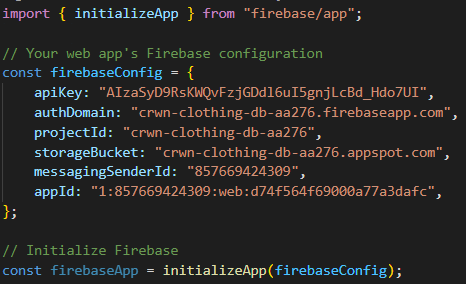 import { initializeApp } from "firebase/app";
// Your web app's Firebase configuration
const firebaseConfig = {
apiKey: "AIzaSyD9RsKWQvFzjGDdl6uI5gnjLcBd_Hdo7UI",
authDomain: "crwn-clothing-db-aa276.firebaseapp.com",
projectId: "crwn-clothing-db-aa276",
storageBucket: "crwn-clothing-db-aa276.appspot.com",
messagingSenderId: "857669424309",
appId: "1:857669424309:web:d74f564f69000a77a3dafc",
};
// Initialize Firebase
const firebaseApp = initializeApp(firebaseConfig);